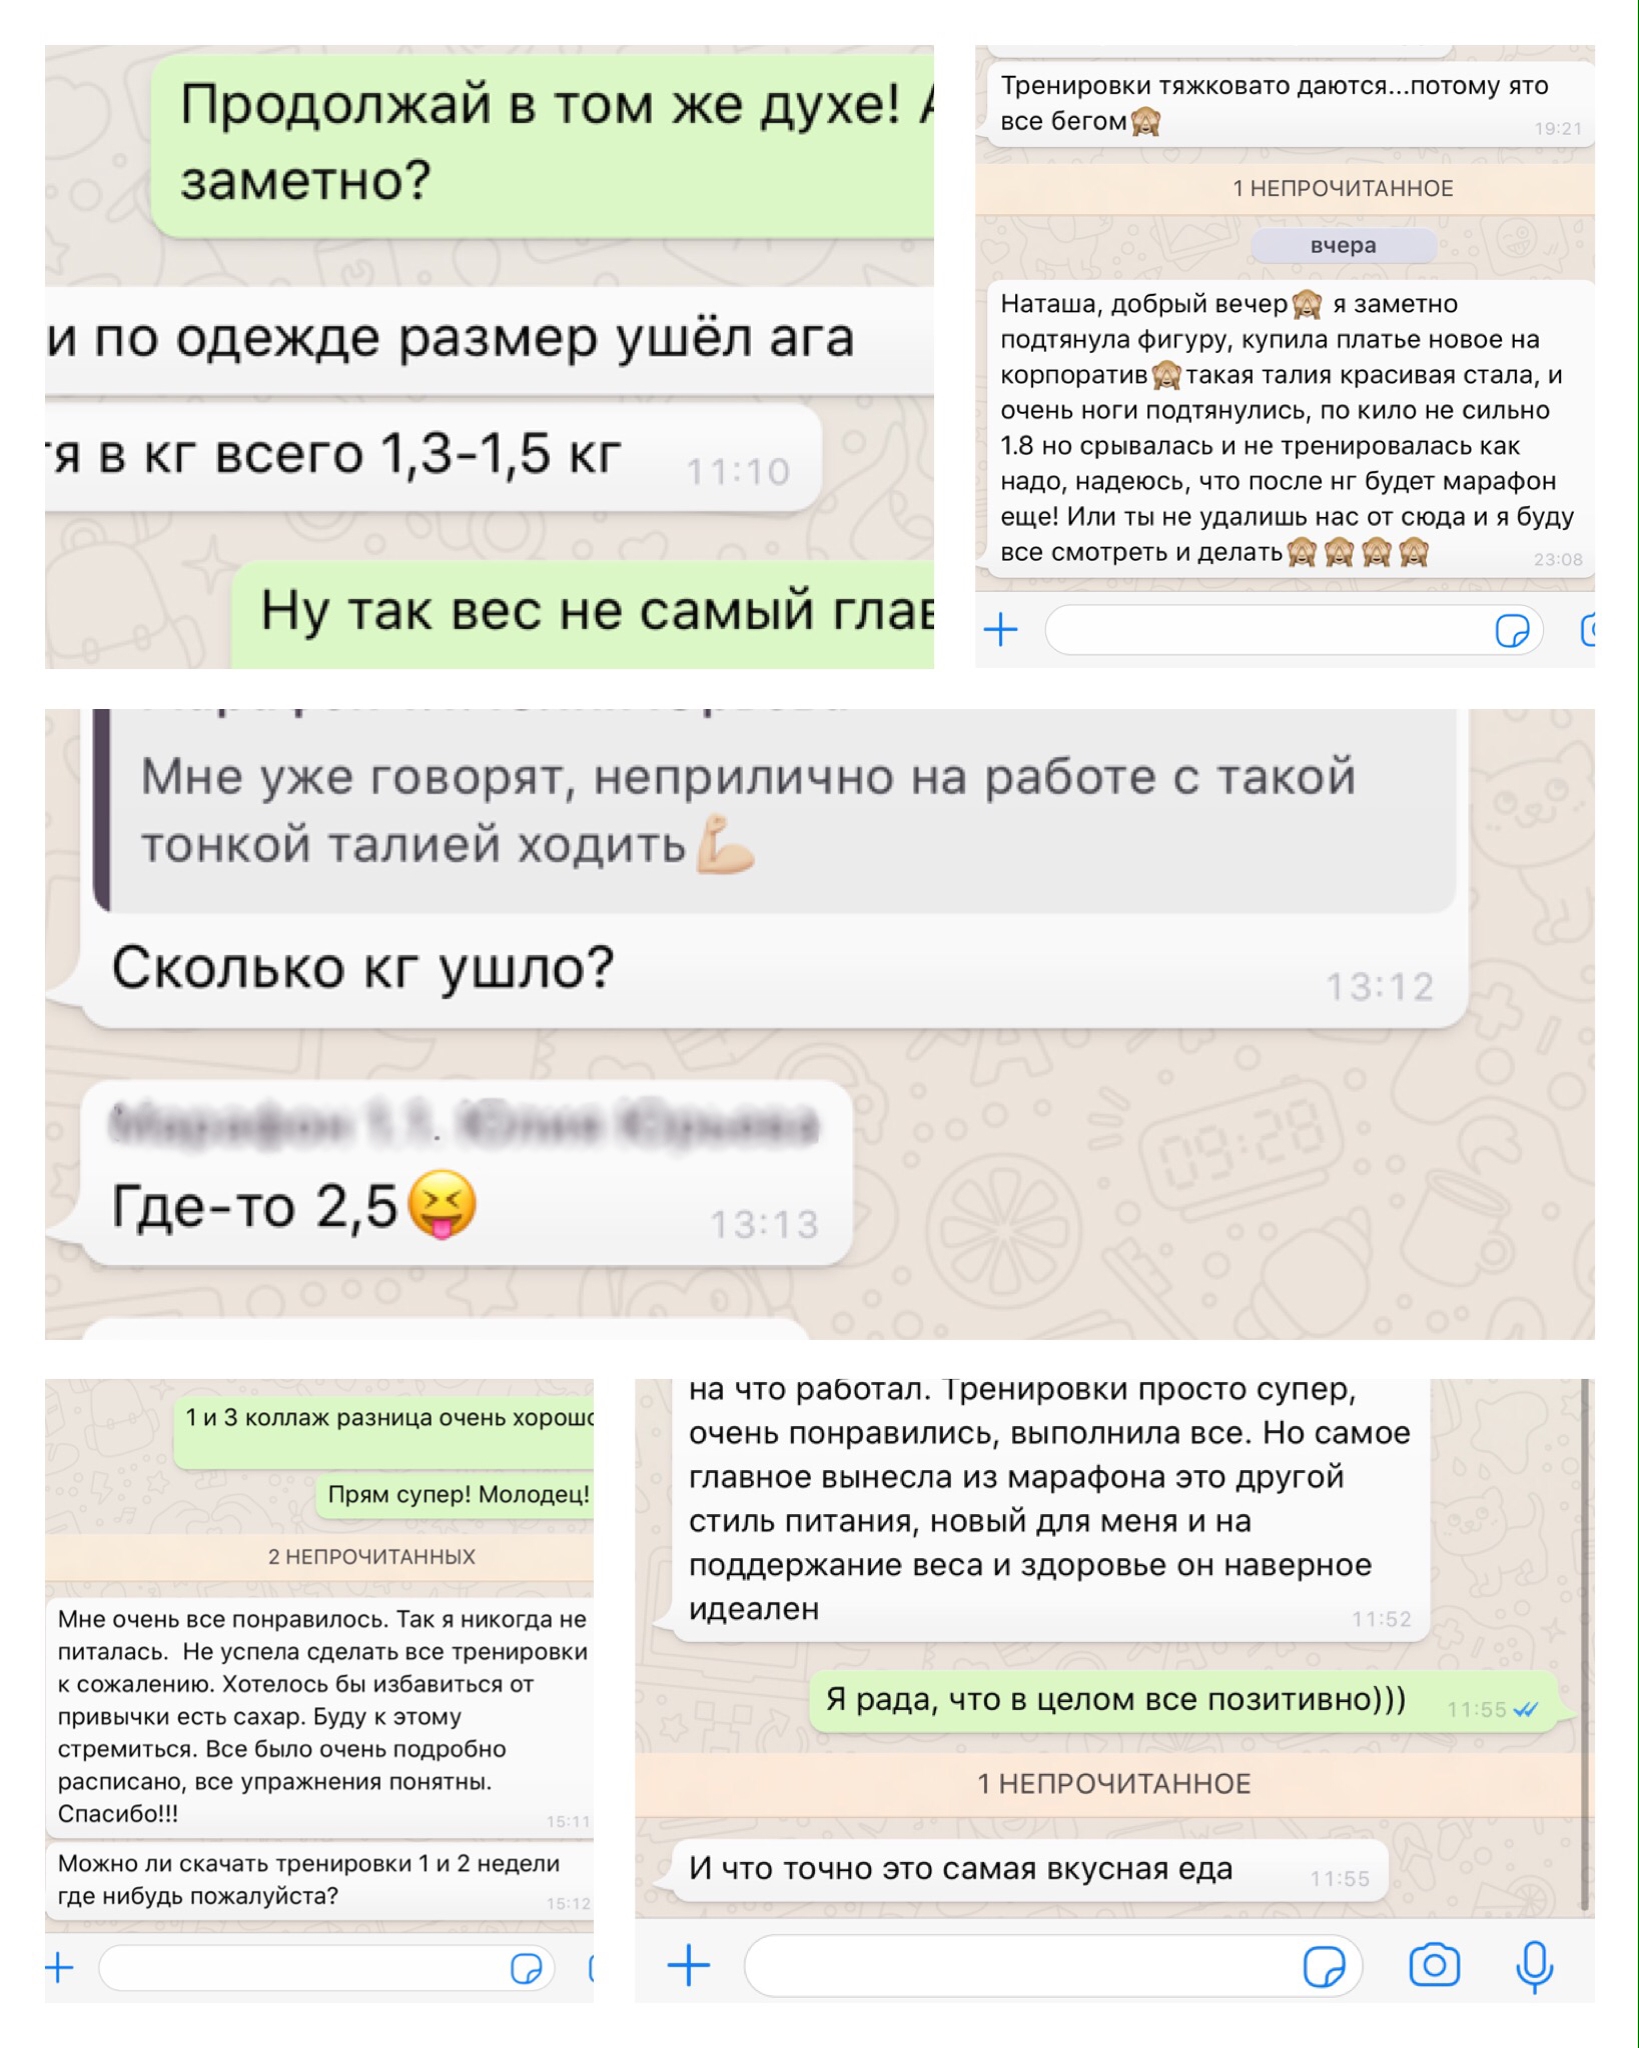 Продолжай в том же духе!
заметно?
и по одежде размер ушёл ага
в кг всего 1,3-1,5 кг 11:10
Ну так вес не самый
Тренировки тяжковато даются...потому ято
все бегом🙈 19:21
1 НЕПРОЧИТАННОЕ
вчера
Наташа, добрый вечер🙈 я заметно
подтянула фигуру, купила платье новое на
корпоратив🙈такая талия красивая стала, и
очень ноги подтянулись, по кило не сильно
1.8 но срывалась и не тренировалась как
надо, надеюсь, что после нг будет марафон
еще! Или ты не удалишь нас от сюда и я буду
все смотреть и делать🙈🙈🙈🙈 23:08
Мне уже говорят, неприлично на работе с такой
тонкой талией ходить💪🏼
Сколько кг ушло? 13:12
Где-то 2,5😝 13:13
1 и 3 коллаж разница очень
Прям супер! Молодец!
2 НЕПРОЧИТАННЫХ
Мне очень все понравилось. Так я никогда не
питалась. Не успела сделать все тренировки
к сожалению. Хотелось бы избавиться от
привычки есть сахар. Буду к этому
стремиться. Все было очень подробно
расписано, все упражнения понятны.
Спасибо!!! 15:11
Можно ли скачать тренировки 1 и 2 недели
где нибудь пожалуйста? 15:12
на что работал. Тренировки просто супер,
очень понравились, выполнила все. Но самое
главное вынесла из марафона это другой
стиль питания, новый для меня и на
поддержание веса и здоровье он наверное
идеален 11:52
Я рада, что в целом все позитивно))) 11:55
1 НЕПРОЧИТАННОЕ
И что точно это самая вкусная еда 11:55